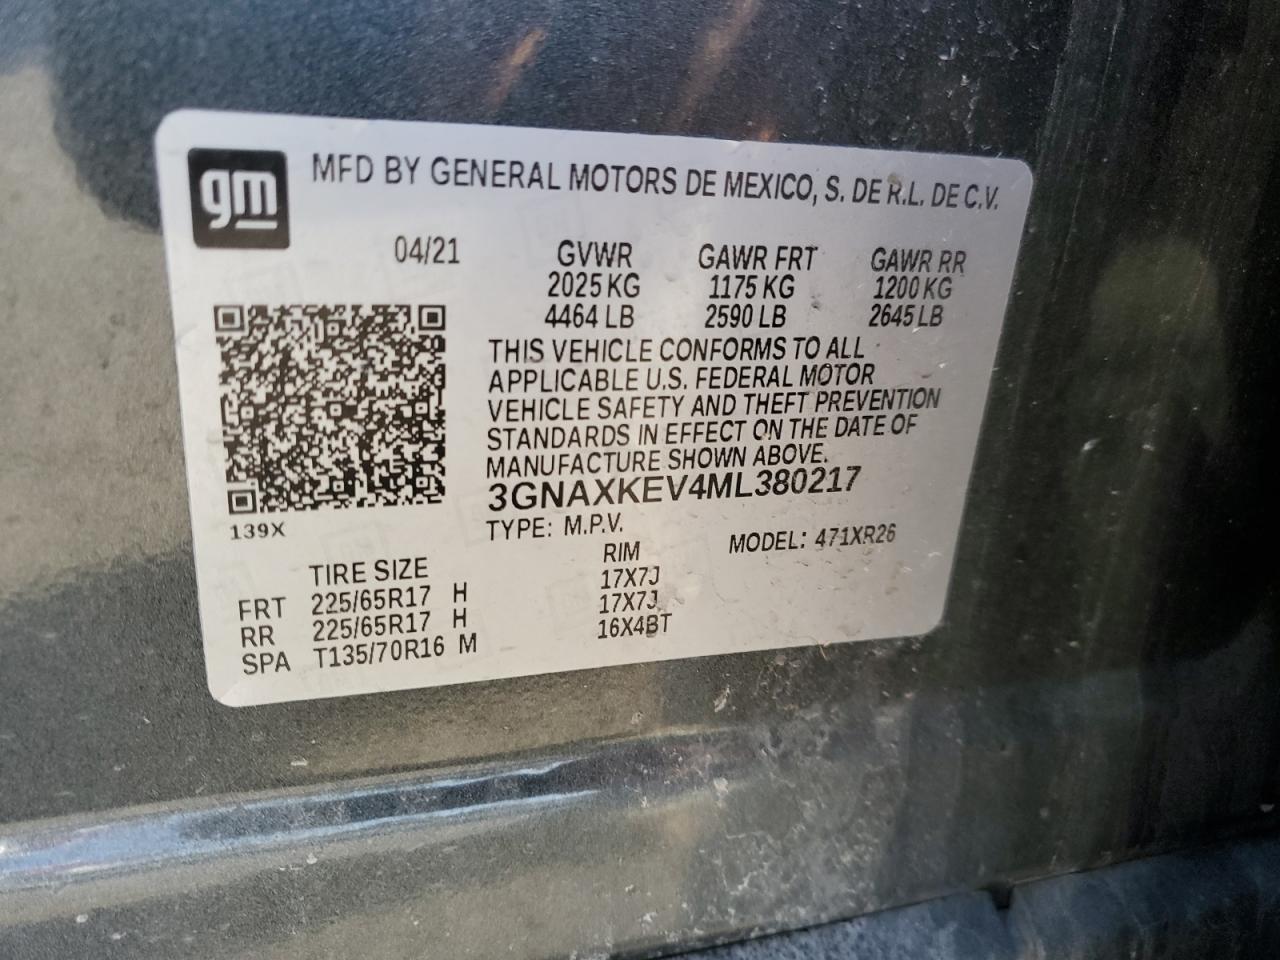 gm
MFD BY GENERAL MOTORS DE MEXICO, S. DE R.L. DE C.V.
04/21 GVWR GAWR FRT GAWR RR
2025 KG 1175 KG 1200 KG
4464 LB 2590 LB 2645 LB
THIS VEHICLE CONFORMS TO ALL
APPLICABLE U.S. FEDERAL MOTOR
VEHICLE SAFETY AND THEFT PREVENTION
STANDARDS IN EFFECT ON THE DATE OF
MANUFACTURE SHOWN ABOVE.
3GNAXKEV4ML380217
139X
TYPE: M.P.V. MODEL: 471XR26
TIRE SIZE RIM
FRT 225/65R17 H 17X7J
RR 225/65R17 H 17X7J
SPA T135/70R16 M 16X4BT